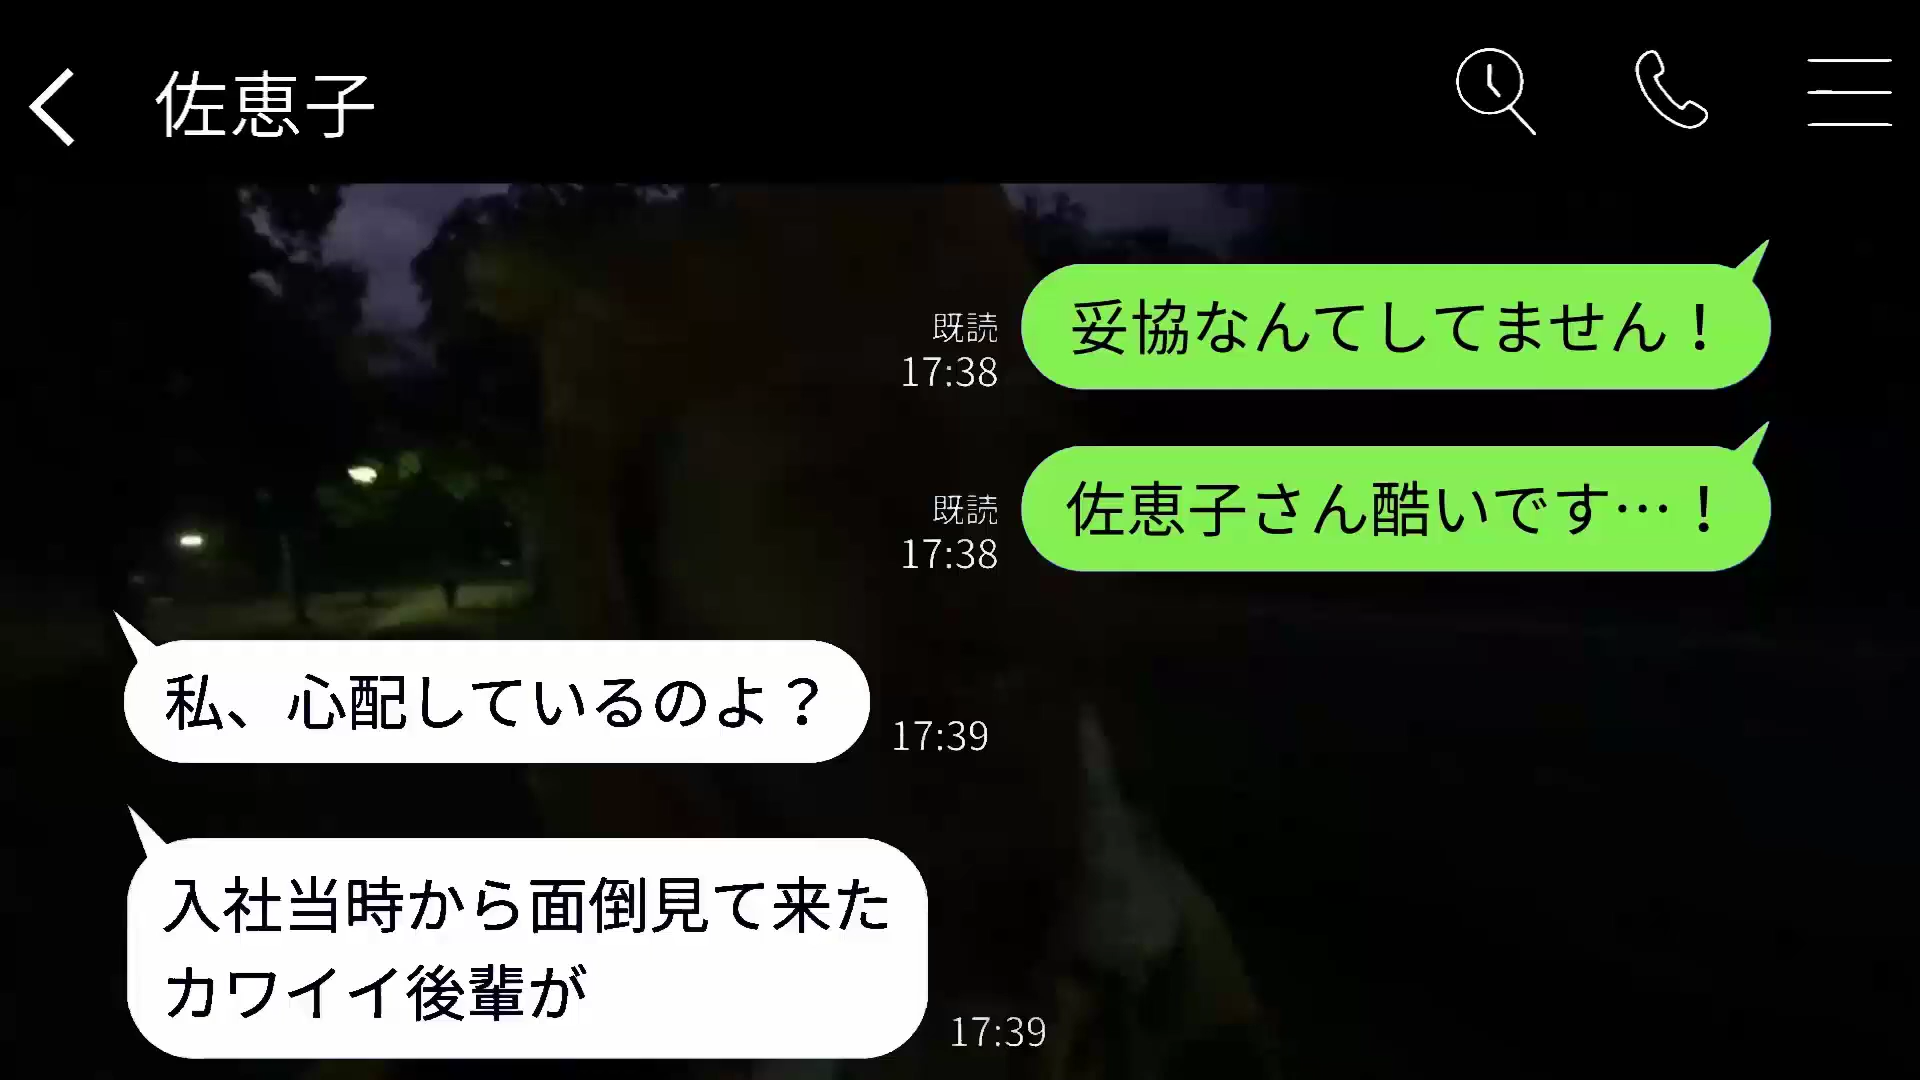 佐恵子
妥協なんてしてません！
既読
17:38
佐恵子さん酷いです…！
既読
17:38
私、心配しているのよ？
17:39
入社当時から面倒見て来た
カワイイ後輩が
17:39